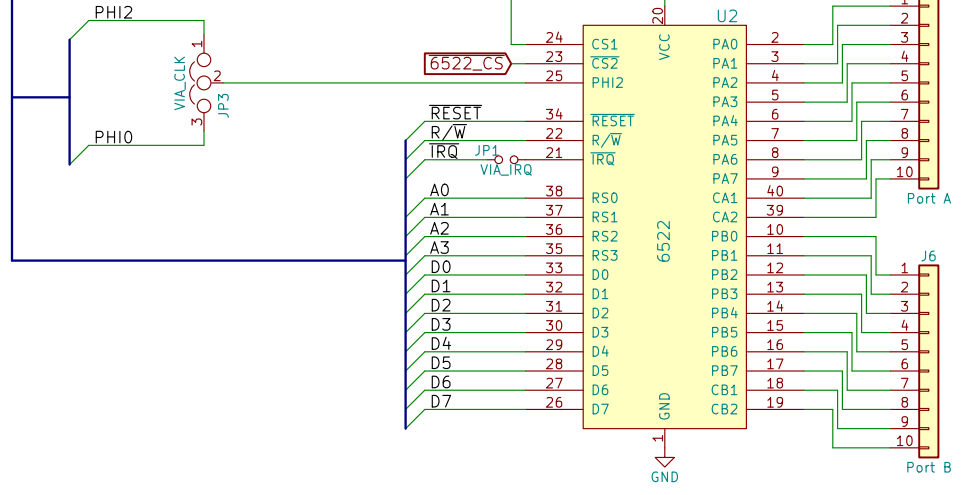 PHI2
1
VIA_CLK
2
JP3
3
PHI0
6522_CS
RESET
R/W
IRQ
JP1
VIA_IRQ
A0
A1
A2
A3
D0
D1
D2
D3
D4
D5
D6
D7
U2
20
VCC
24 CS1
23 CS2
25 PHI2
34 RESET
22 R/W
21 IRQ
38 RS0
37 RS1
36 RS2
35 RS3
33 D0
32 D1
31 D2
30 D3
29 D4
28 D5
27 D6
26 D7
6522
PA0 2
PA1 3
PA2 4
PA3 5
PA4 6
PA5 7
PA6 8
PA7 9
CA1 40
CA2 39
PB0 10
PB1 11
PB2 12
PB3 13
PB4 14
PB5 15
PB6 16
PB7 17
CB1 18
CB2 19
GND
1
GND
1
2
3
4
5
6
7
8
9
10
Port A
J6
1
2
3
4
5
6
7
8
9
10
Port B